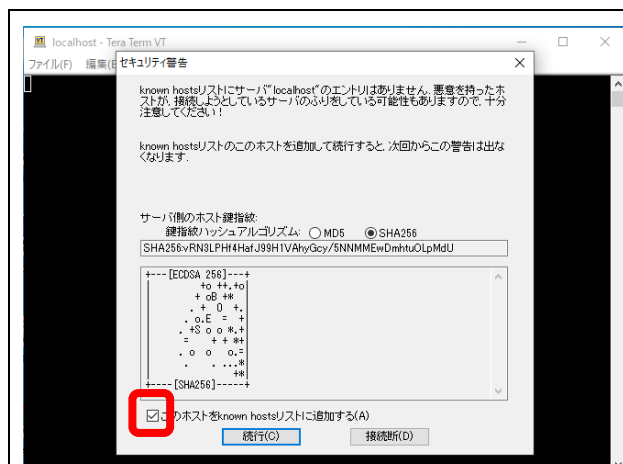 localhost - Tera Term VT
ファイル(F) 編集(E
セキュリティ警告
known hostsリストにサーバ"localhost"のエントリはありません. 悪意を持ったホ
ストが, 接続しようとしているサーバのふりをしている可能性もありますので, 十分
注意してください!
known hostsリストのこのホストを追加して続行すると, 次回からこの警告は出な
くなります.
サーバ側のホスト鍵指紋:
鍵指紋ハッシュアルゴリズム: MD5 SHA256
SHA256:vRN3LPHf4HafJ99H1VAhyGcy/5NNMMEwDmhtuOLpMdU
+---[ECDSA 256]---+
|         +o ++.+o|
|        + oB +*  |
|       . +  O  +.|
|      . o.E  =  +|
|     . +S o o *.+|
|      =    + + *+|
|     . o  o   o.=|
|      .    . ...*|
|               +*|
+----[SHA256]-----+
このホストをknown hostsリストに追加する(A)
続行(C) 接続断(D)